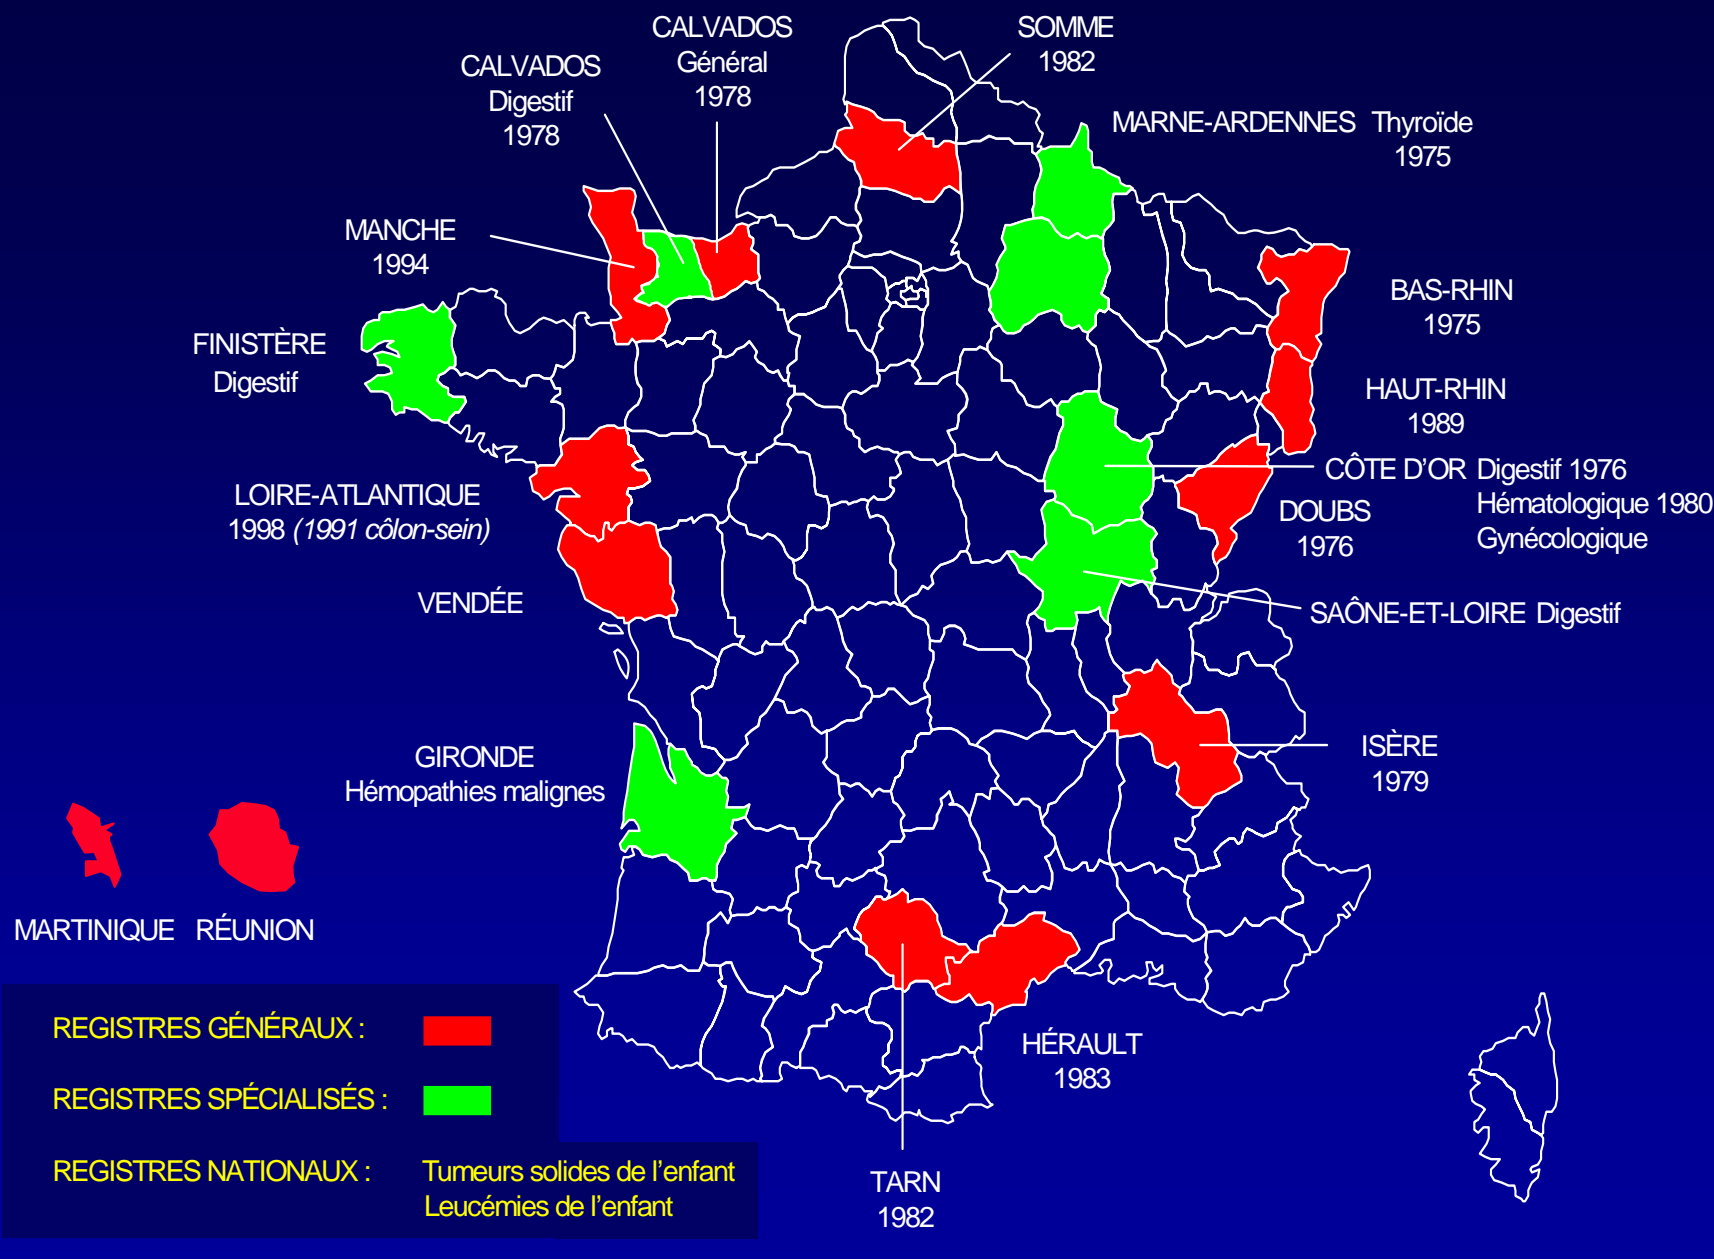 CALVADOS
Général
1978
SOMME
1982
CALVADOS
Digestif
1978
MARNE-ARDENNES Thyroïde
1975
MANCHE
1994
BAS-RHIN
1975
FINISTÈRE
Digestif
HAUT-RHIN
1989
CÔTE D’OR Digestif 1976
Hématologique 1980
Gynécologique
LOIRE-ATLANTIQUE
1998 (1991 côlon-sein)
DOUBS
1976
VENDÉE
SAÔNE-ET-LOIRE Digestif
GIRONDE
Hémopathies malignes
ISÈRE
1979
MARTINIQUE RÉUNION
HÉRAULT
1983
TARN
1982
REGISTRES GÉNÉRAUX :
REGISTRES SPÉCIALISÉS :
REGISTRES NATIONAUX : Tumeurs solides de l’enfant
Leucémies de l’enfant